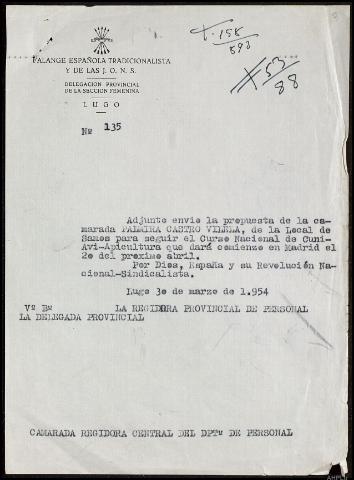 FALANGE ESPAÑOLA TRADICIONALISTA
Y DE LAS J. O. N. S.
DELEGACION PROVINCIAL
DE LA SECCION FEMENINA
LUGO
Nº 135
Adjunto envio la propuesta de la ca-
marada PALMIRA CASTRO VILELA, de la Local de
Samos para seguir el Curso Nacional de Cuni-
Avi-Apicultura que dará comienzo en Madrid el
20 del proximo abril.
Por Dios, España y su Revolución Na-
cional-Sindicalista.
Lugo 30 de marzo de 1.954
Vº Bº LA REGIDORA PROVINCIAL DE PERSONAL
LA DELEGADA PROVINCIAL
CAMARADA REGIDORA CENTRAL DEL DPTº DE PERSONAL